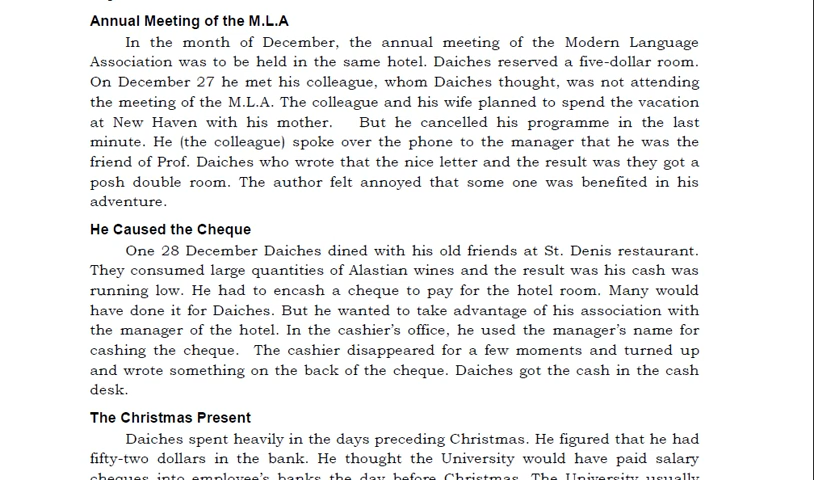 Annual Meeting of the M.L.A
In the month of December, the annual meeting of the Modern Language
Association was to be held in the same hotel. Daiches reserved a five-dollar room.
On December 27 he met his colleague, whom Daiches thought, was not attending
the meeting of the M.L.A. The colleague and his wife planned to spend the vacation
at New Haven with his mother. But he cancelled his programme in the last
minute. He (the colleague) spoke over the phone to the manager that he was the
friend of Prof. Daiches who wrote that the nice letter and the result was they got a
posh double room. The author felt annoyed that some one was benefited in his
adventure.
He Caused the Cheque
One 28 December Daiches dined with his old friends at St. Denis restaurant.
They consumed large quantities of Alastian wines and the result was his cash was
running low. He had to encash a cheque to pay for the hotel room. Many would
have done it for Daiches. But he wanted to take advantage of his association with
the manager of the hotel. In the cashier's office, he used the manager's name for
cashing the cheque. The cashier disappeared for a few moments and turned up
and wrote something on the back of the cheque. Daiches got the cash in the cash
desk.
The Christmas Present
Daiches spent heavily in the days preceding Christmas. He figured that he had
fifty-two dollars in the bank. He thought the University would have paid salary
cheques into employee's banks the day before Christmas. The University usually